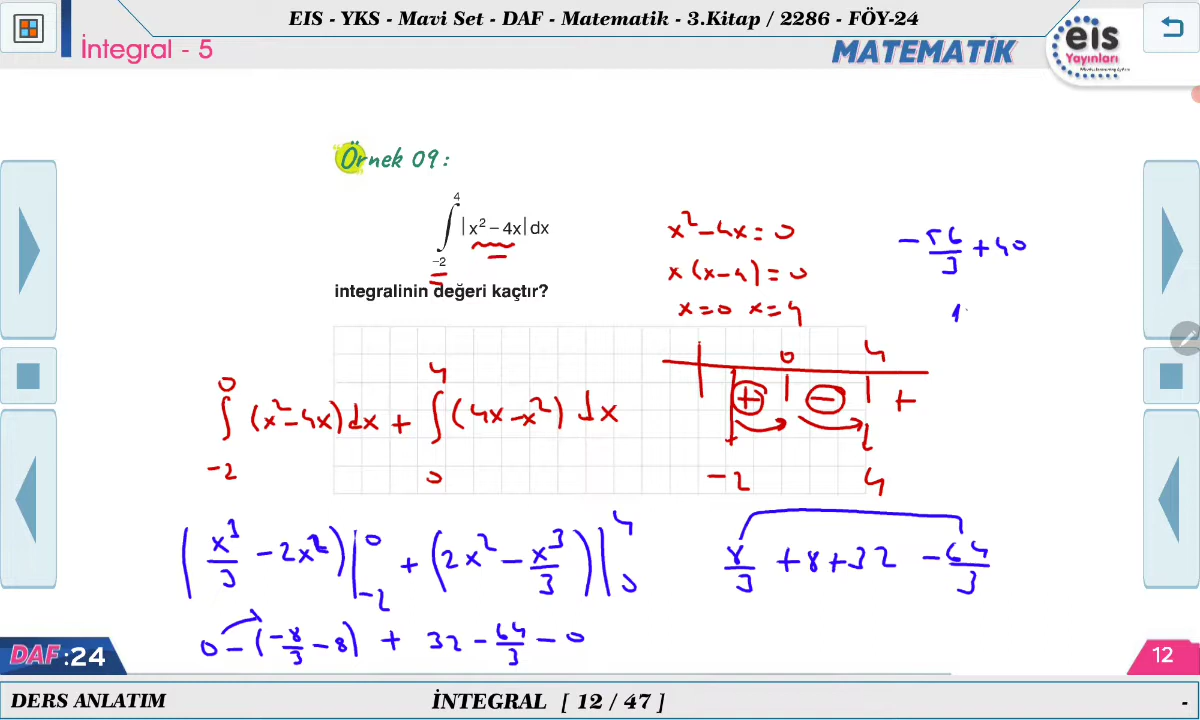 EIS - YKS - Mavi Set - DAF - Matematik - 3.Kitap / 2286 - FÖY-24
İntegral - 5
MATEMATİK
eis
Yayınları
Örnek 09:
4
∫ |x² – 4x| dx
–2
integralinin değeri kaçtır?
x² - 4x = 0
x(x-4) = 0
x=0 x=4
-56/3 + 40
1
0 4
+ - +
-2 4
0
∫ (x²-4x)dx + ∫ (4x-x²) dx
-2 0
4
(x³/3 - 2x²)|0 -2 + (2x² - x³/3)|4 0
0 - (-8/3 - 8) + 32 - 64/3 - 0
8/3 + 8 + 32 - 64/3
DAF:24
12
DERS ANLATIM
İNTEGRAL [ 12 / 47 ]
-